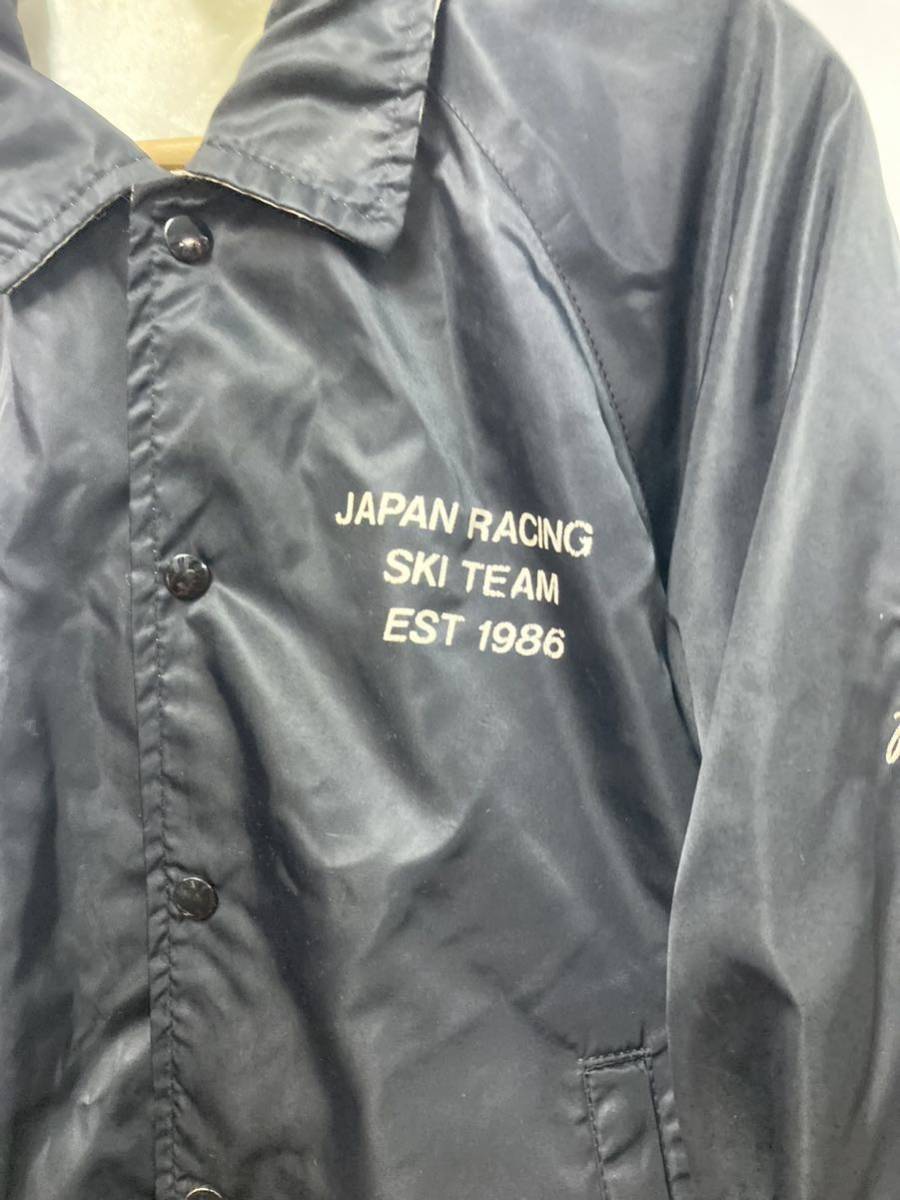 JAPAN RACING
SKI TEAM
EST 1986